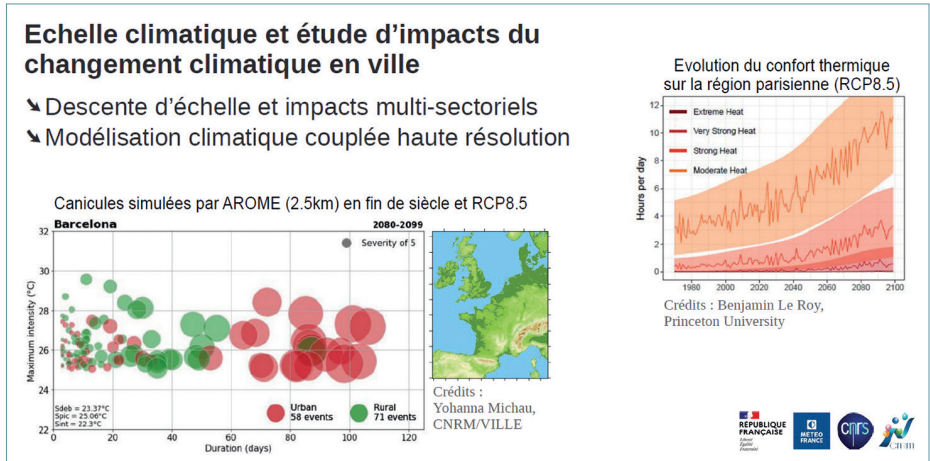 Echelle climatique et étude d'impacts du
changement climatique en ville
➘Descente d'échelle et impacts multi-sectoriels
➘Modélisation climatique couplée haute résolution
Canicules simulées par AROME (2.5km) en fin de siècle et RCP8.5
Barcelona 2080-2099
Severity of 5
32
30
28
26
24
22
Maximum Intensity (°C)
Sdeb = 23.37°C
Spic = 25.06°C
Sint = 22.3°C
Urban
58 events
Rural
71 events
0 20 40 60 80 100 120
Duration (days)
Crédits :
Yohanna Michau,
CNRM/VILLE
Evolution du confort thermique
sur la région parisienne (RCP8.5)
12
10
8
6
4
2
0
Hours per day
Extreme Heat
Very Strong Heat
Strong Heat
Moderate Heat
1980 2000 2020 2040 2060 2080 2100
Crédits : Benjamin Le Roy,
Princeton University
RÉPUBLIQUE
FRANÇAISE
Liberté
Égalité
Fraternité
METEO
FRANCE
cnrs
cnrm